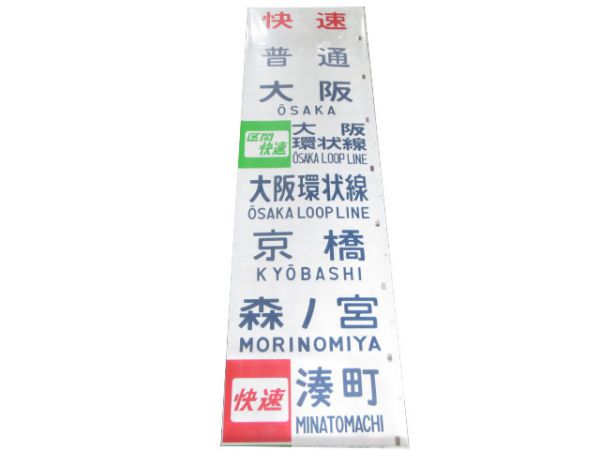 快速
普通
大阪
ŌSAKA
区間
快速
大阪
環状線
ŌSAKA LOOP LINE
大阪環状線
ŌSAKA LOOP LINE
京橋
KYŌBASHI
森ノ宮
MORINOMIYA
快速
湊町
MINATOMACHI